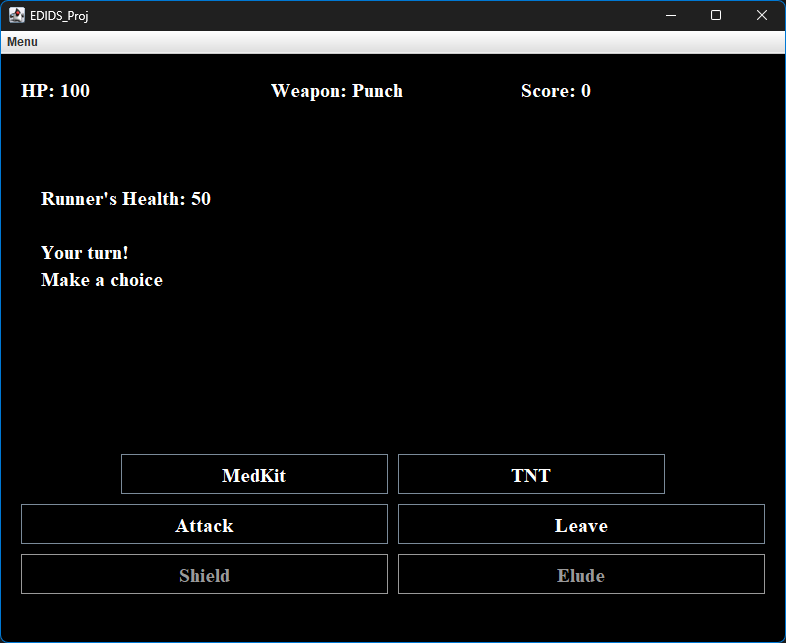 EDIDS_Proj
Menu
HP: 100 Weapon: Punch Score: 0
Runner's Health: 50
Your turn!
Make a choice
MedKit TNT
Attack Leave
Shield Elude